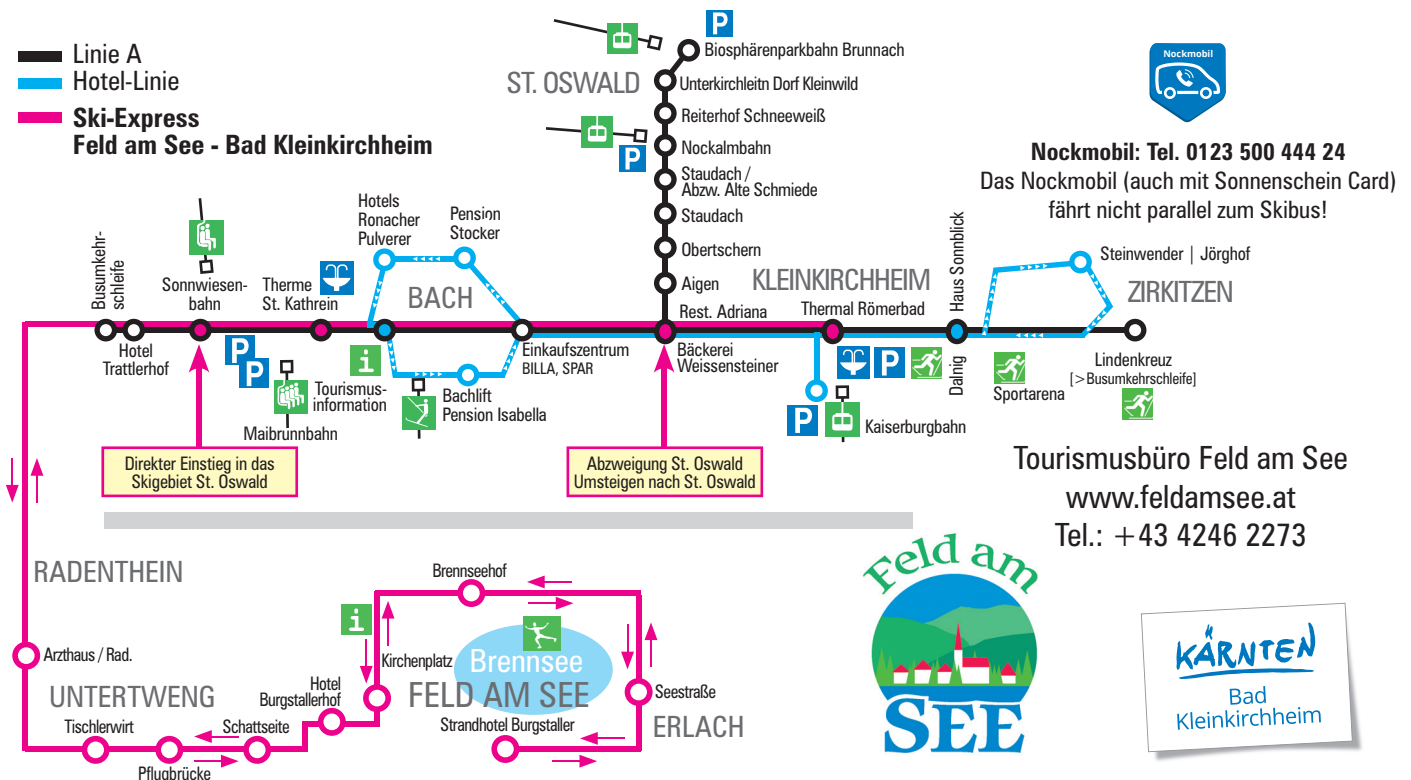 Linie A
Hotel-Linie
Ski-Express
Feld am See - Bad Kleinkirchheim
P
Biosphärenparkbahn Brunnach
ST. OSWALD
Unterkirchleitn Dorf Kleinwild
Reiterhof Schneeweiß
P
Nockalmbahn
Staudach /
Abzw. Alte Schmiede
Staudach
Obertschern
Aigen
Nockmobil
Nockmobil: Tel. 0123 500 444 24
Das Nockmobil (auch mit Sonnenschein Card)
fährt nicht parallel zum Skibus!
Busumkehr-
schleife
Hotel
Trattlerhof
Sonnwiesen-
bahn
Therme
St. Kathrein
Hotels
Ronacher
Pulverer
Pension
Stocker
BACH
KLEINKIRCHHEIM
Rest. Adriana
Thermal Römerbad
Haus Sonnblick
Steinwender | Jörghof
ZIRKITZEN
P
P
Maibrunnbahn
i
Tourismus-
information
Bachlift
Pension Isabella
Einkaufszentrum
BILLA, SPAR
Bäckerei
Weissensteiner
P
P
Kaiserburgbahn
Dalnig
Sportarena
Lindenkreuz
[>Busumkehrschleife]
Direkter Einstieg in das
Skigebiet St. Oswald
Abzweigung St. Oswald
Umsteigen nach St. Oswald
Tourismusbüro Feld am See
www.feldamsee.at
Tel.: +43 4246 2273
RADENTHEIN
Arzthaus / Rad.
UNTERTWENG
Tischlerwirt
Pflugbrücke
Schattseite
Hotel
Burgstallerhof
i
Kirchenplatz
Brennseehof
Brennsee
FELD AM SEE
Strandhotel Burgstaller
Seestraße
ERLACH
Feld am
SEE
KÄRNTEN
Bad
Kleinkirchheim